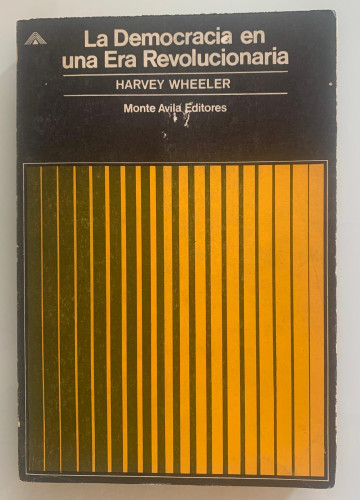 La Democracia en
una Era Revolucionaria
HARVEY WHEELER
Monte Avila Editores